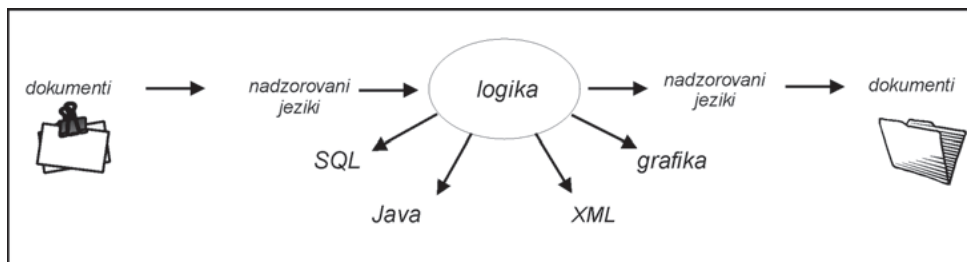 dokumenti
nadzorovani
jeziki
logika
nadzorovani
jeziki
dokumenti
SQL
grafika
Java
XML